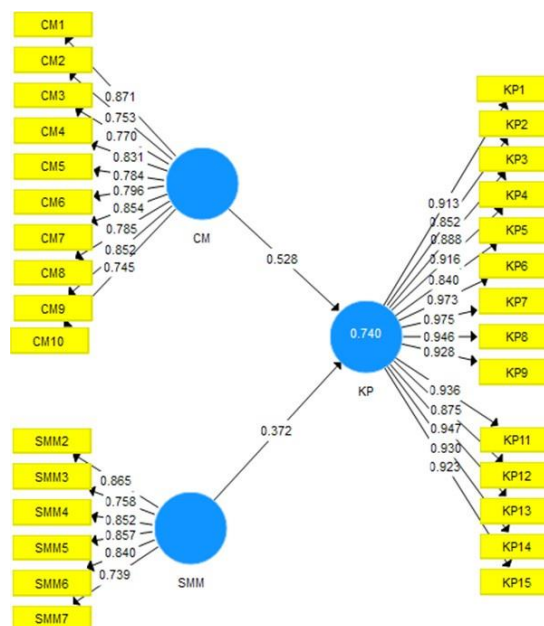 CM1
CM2
CM3
CM4
CM5
CM6
CM7
CM8
CM9
CM10
0.871
0.753
0.770
0.831
0.784
0.796
0.854
0.785
0.852
0.745
CM
0.528
SMM2
SMM3
SMM4
SMM5
SMM6
SMM7
0.865
0.758
0.852
0.857
0.840
0.739
SMM
0.372
0.740
KP
0.913
0.852
0.888
0.916
0.840
0.973
0.975
0.946
0.928
0.936
0.875
0.947
0.930
0.923
KP1
KP2
KP3
KP4
KP5
KP6
KP7
KP8
KP9
KP11
KP12
KP13
KP14
KP15